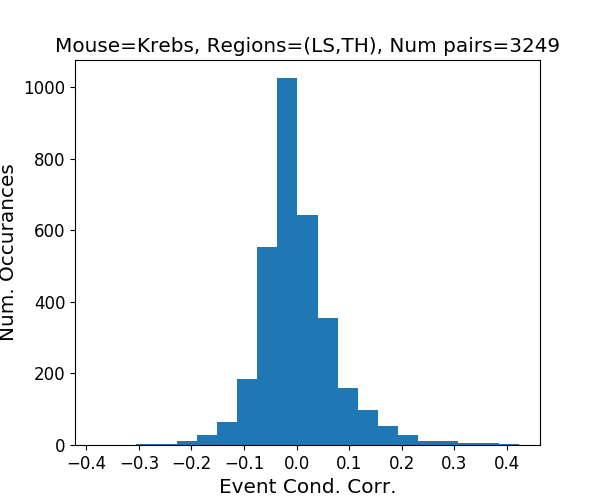 Mouse=Krebs, Regions=(LS,TH), Num pairs=3249
1000
800
600
400
200
0
Num. Occurances
−0.4 −0.3 −0.2 −0.1 0.0 0.1 0.2 0.3 0.4
Event Cond. Corr.